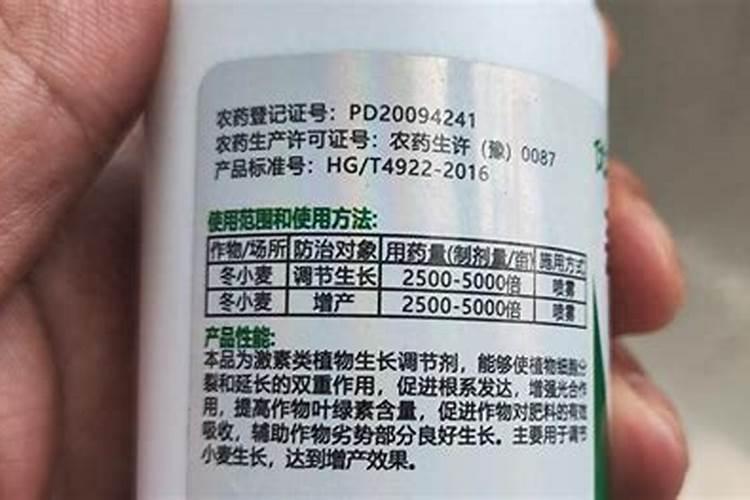 农药登记证号：PD20094241
农药生产许可证号：农药生许（豫）0087
产品标准号：HG/T4922-2016
使用范围和使用方法：
作物/场所 防治对象 用药量(制剂量/亩) 施用方式
冬小麦 调节生长 2500-5000倍 喷雾
冬小麦 增产 2500-5000倍 喷雾
产品性能：
本品为激素类植物生长调节剂，能够使植物细胞分
裂和延长的双重作用，促进根系发达，增强光合作
用，提高作物叶绿素含量，促进作物对肥料的有效
吸收，辅助作物劣势部分良好生长。主要用于调节
小麦生长，达到增产效果。